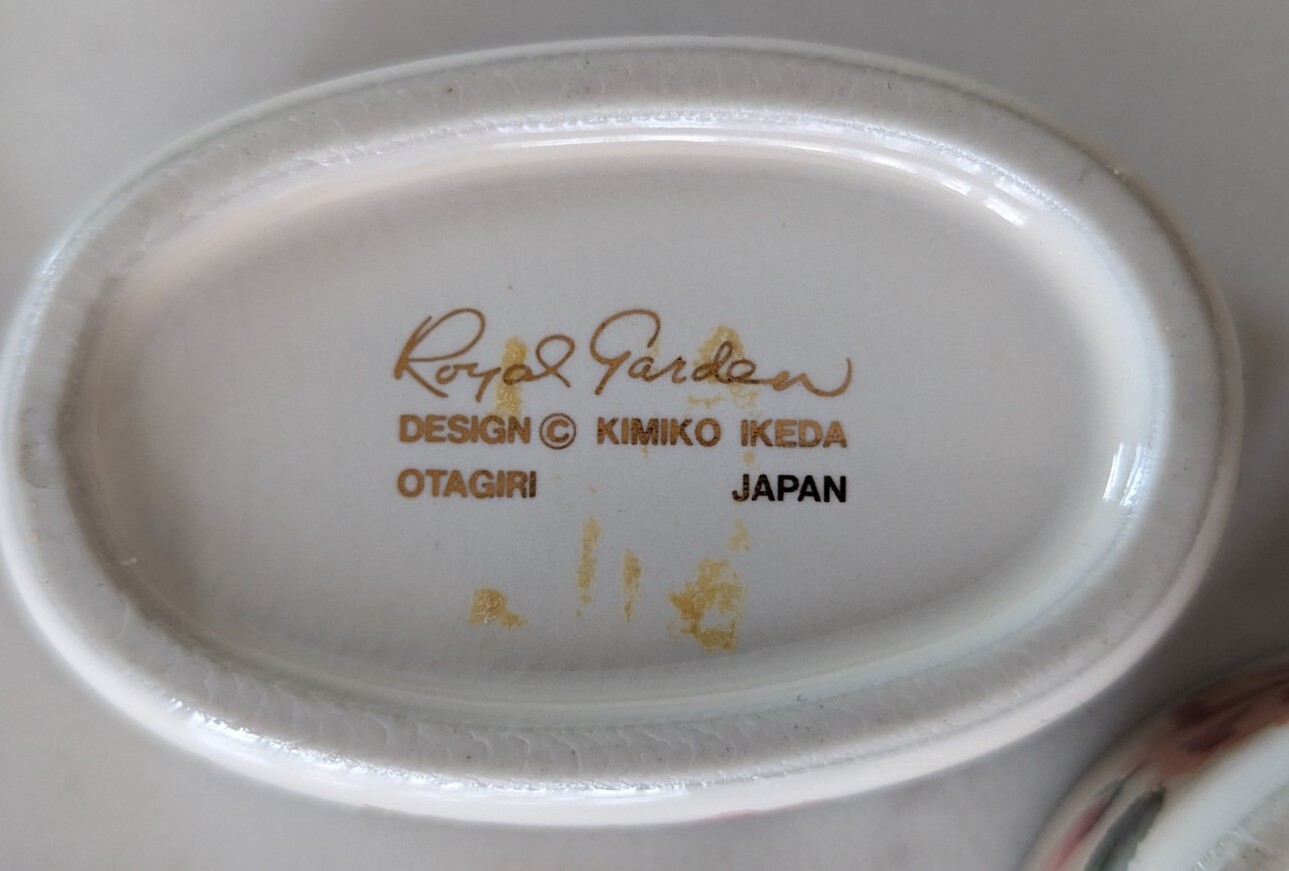 Royal Garden
DESIGN © KIMIKO IKEDA
OTAGIRI JAPAN